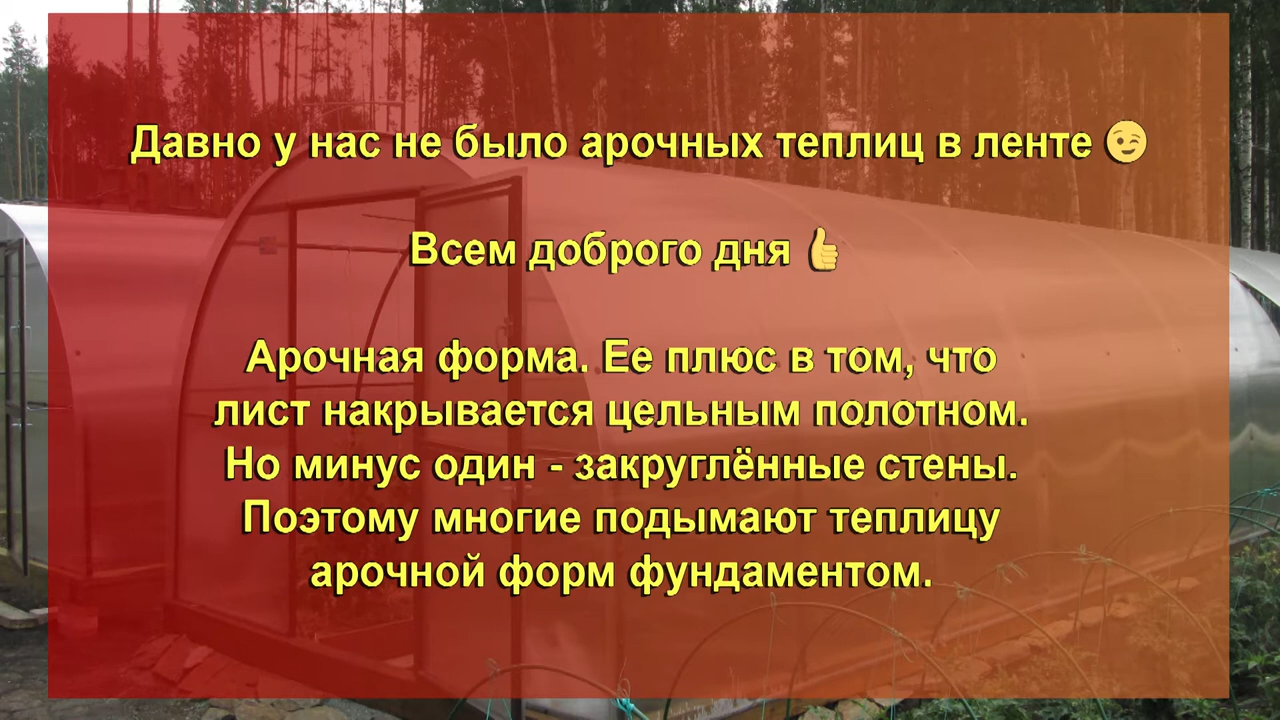 Давно у нас не было арочных теплиц в ленте 😉
Всем доброго дня 👍
Арочная форма. Ее плюс в том, что
лист накрывается цельным полотном.
Но минус один - закруглённые стены.
Поэтому многие подымают теплицу
арочной форм фундаментом.